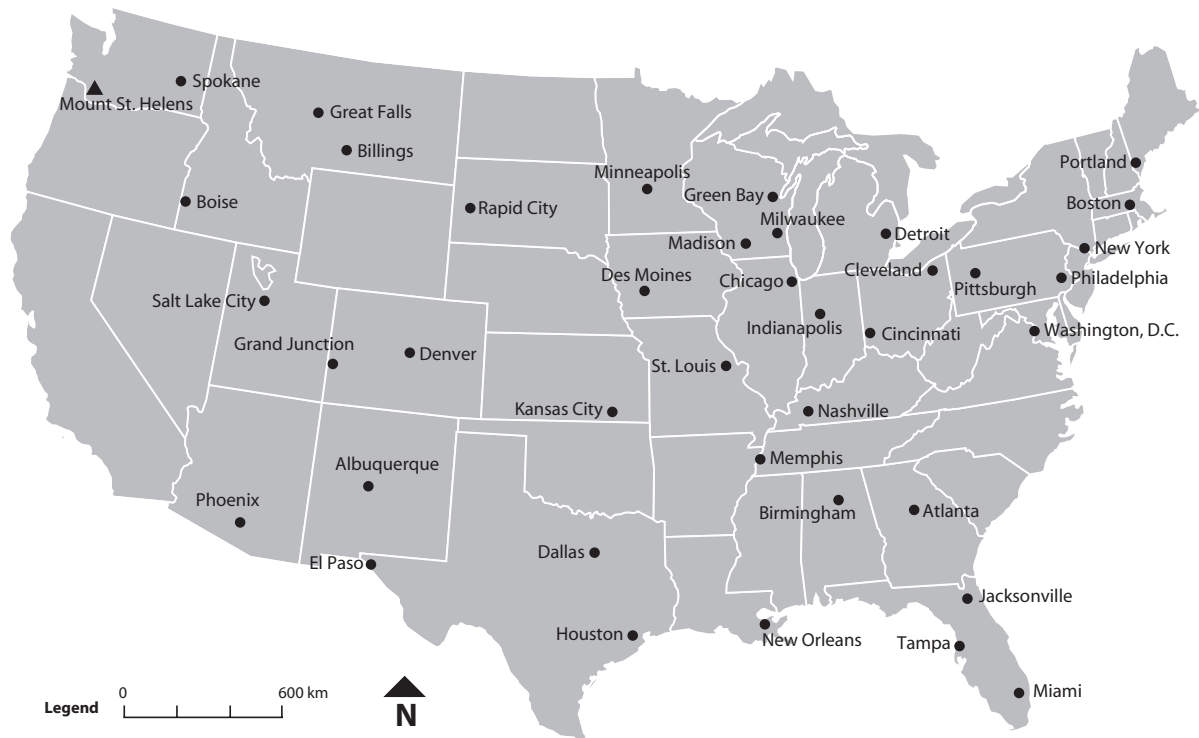 Spokane
Mount St. Helens
Great Falls
Billings
Minneapolis
Portland
Boise
Rapid City
Green Bay
Boston
Milwaukee
Madison
Detroit
New York
Des Moines
Chicago
Cleveland
Pittsburgh
Philadelphia
Salt Lake City
Indianapolis
Cincinnati
Washington, D.C.
Grand Junction
Denver
St. Louis
Kansas City
Nashville
Albuquerque
Memphis
Phoenix
Birmingham
Atlanta
El Paso
Dallas
Jacksonville
Houston
New Orleans
Tampa
Miami
0 600 km
Legend
N